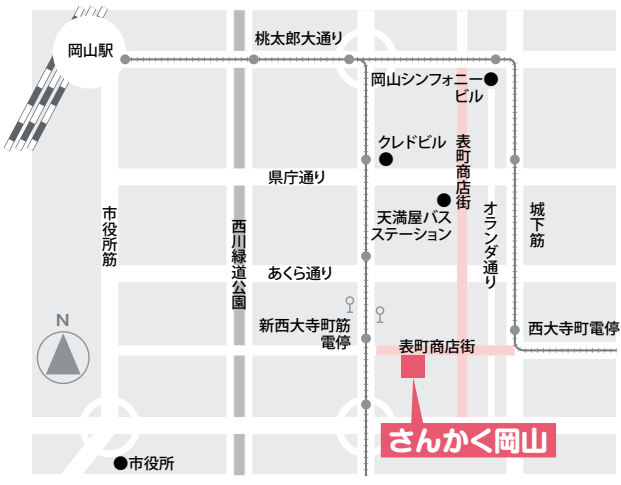 桃太郎大通り
岡山駅
岡山シンフォニー
ビル
クレドビル
表町商店街
県庁通り
天満屋バス
ステーション
市役所筋
西川緑道公園
オランダ通り
城下筋
あくら通り
N
新西大寺町筋
電停
西大寺町電停
表町商店街
さんかく岡山
市役所